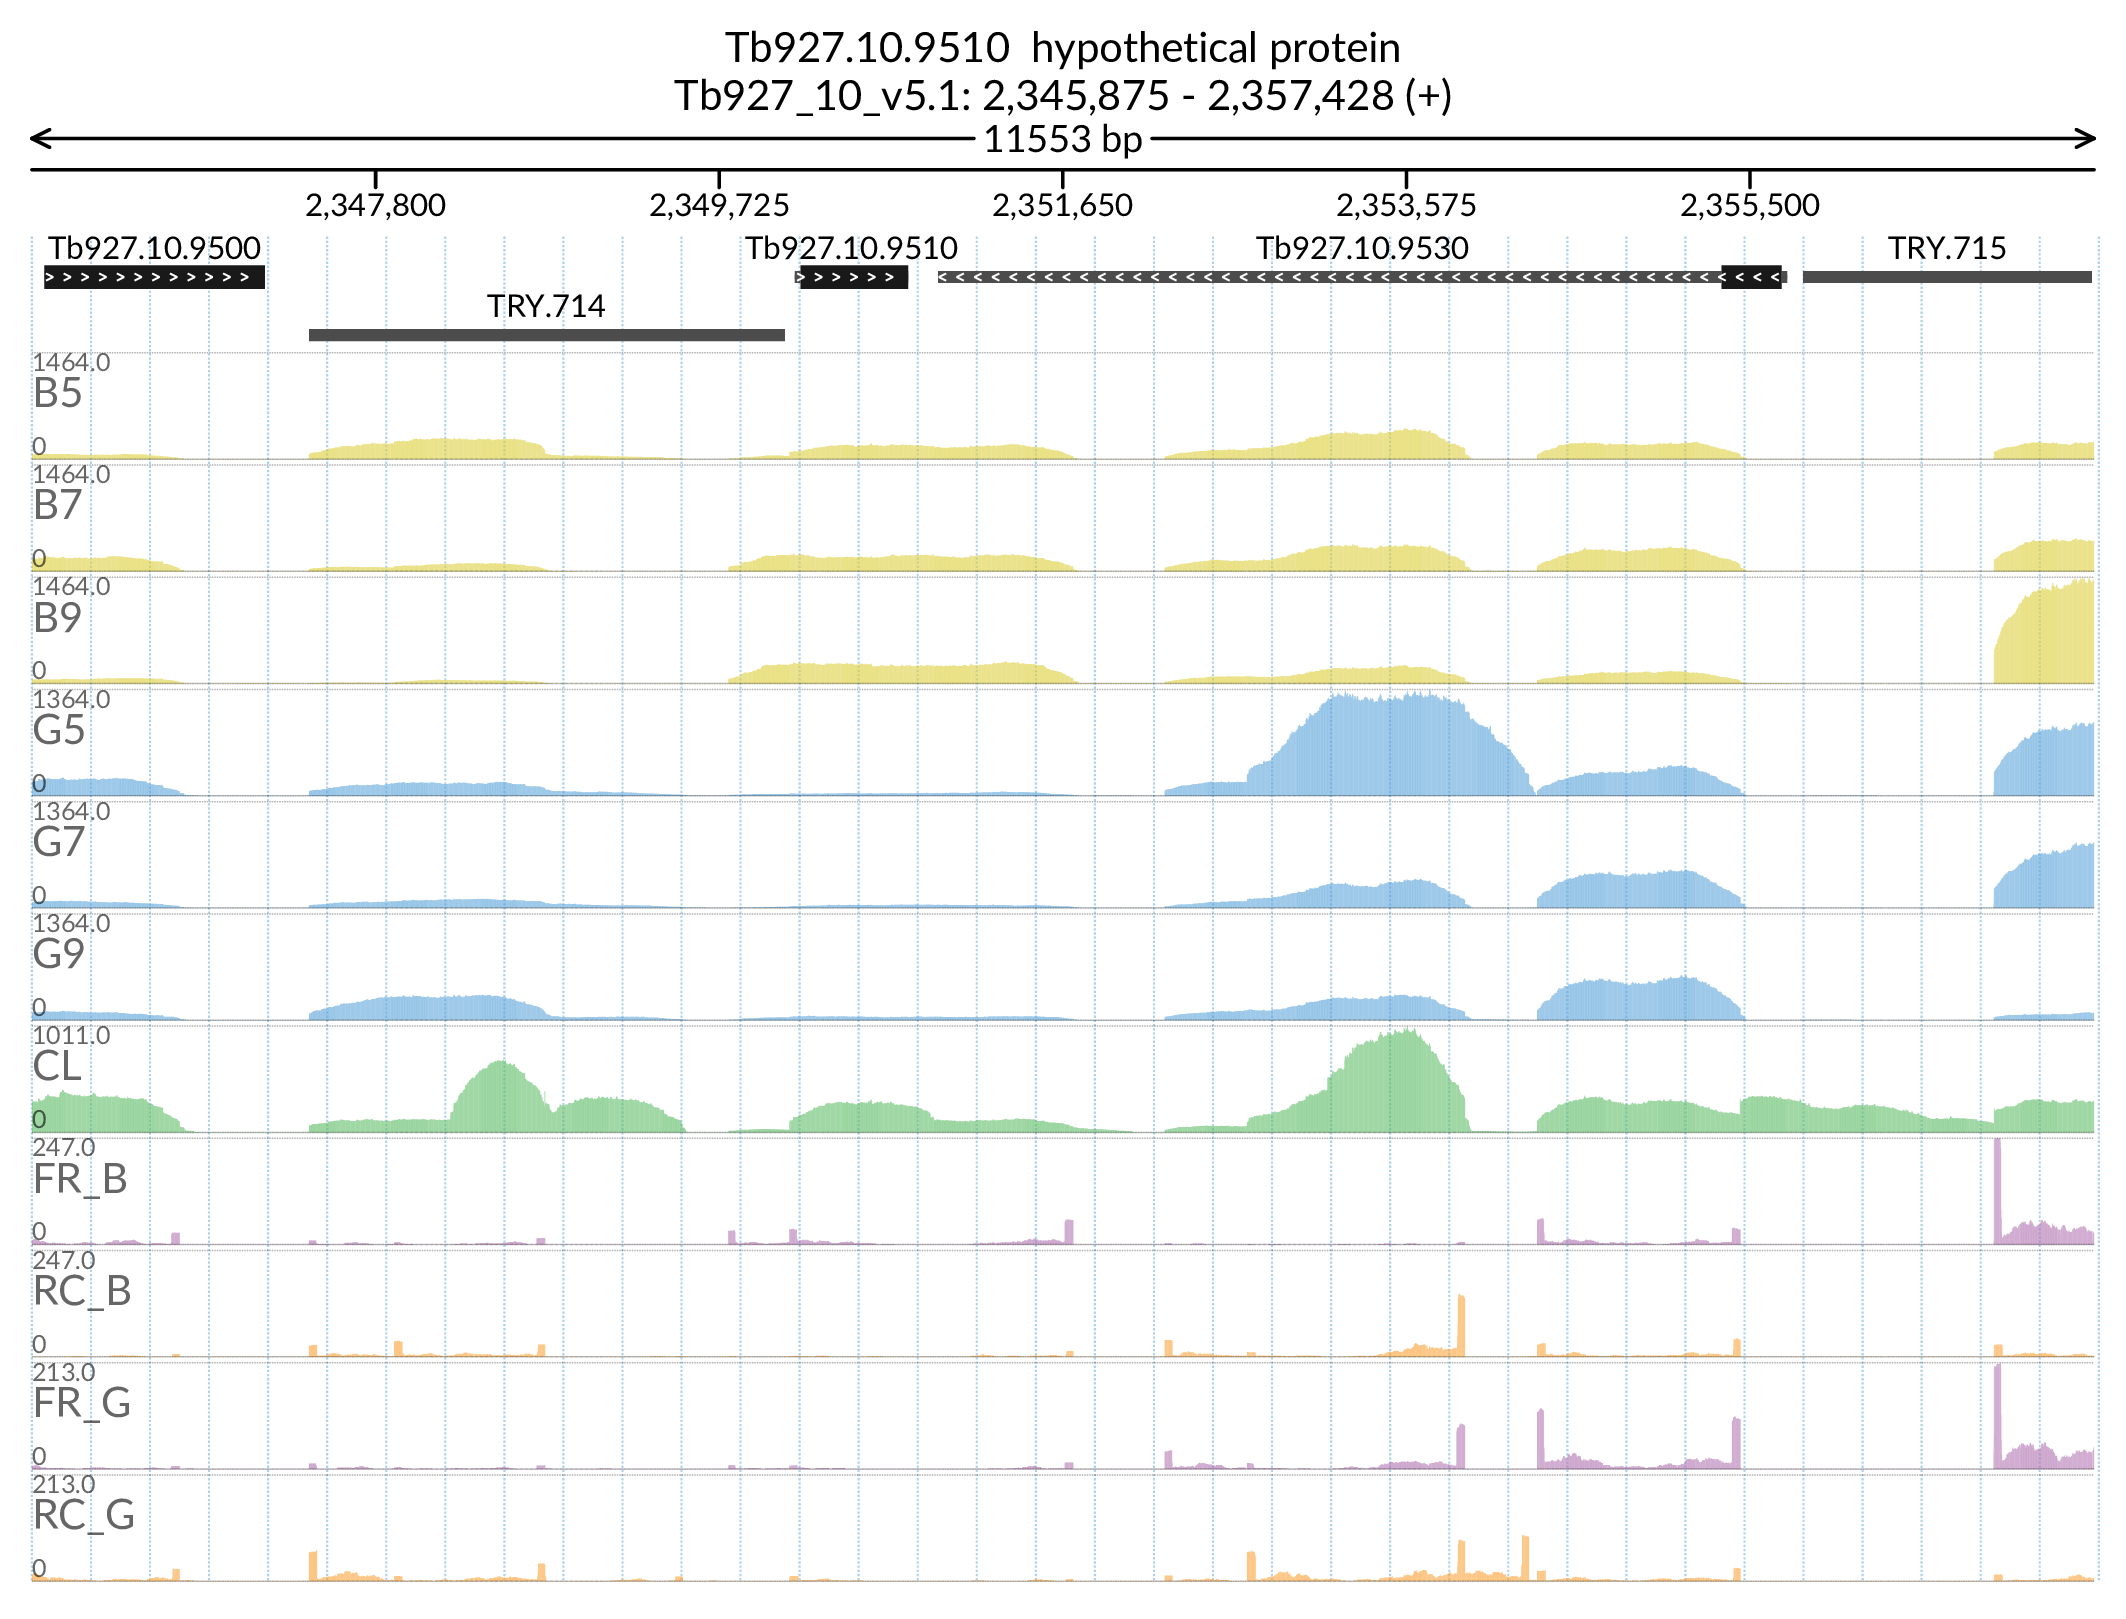 Tb927.10.9510  hypothetical protein
Tb927_10_v5.1: 2,345,875 - 2,357,428 (+)
11553 bp
2,347,800 2,349,725 2,351,650 2,353,575 2,355,500
Tb927.10.9500 Tb927.10.9510 Tb927.10.9530 TRY.715
TRY.714
1464.0
B5
0
1464.0
B7
0
1464.0
B9
0
1364.0
G5
0
1364.0
G7
0
1364.0
G9
0
1011.0
CL
0
247.0
FR_B
0
247.0
RC_B
0
213.0
FR_G
0
213.0
RC_G
0